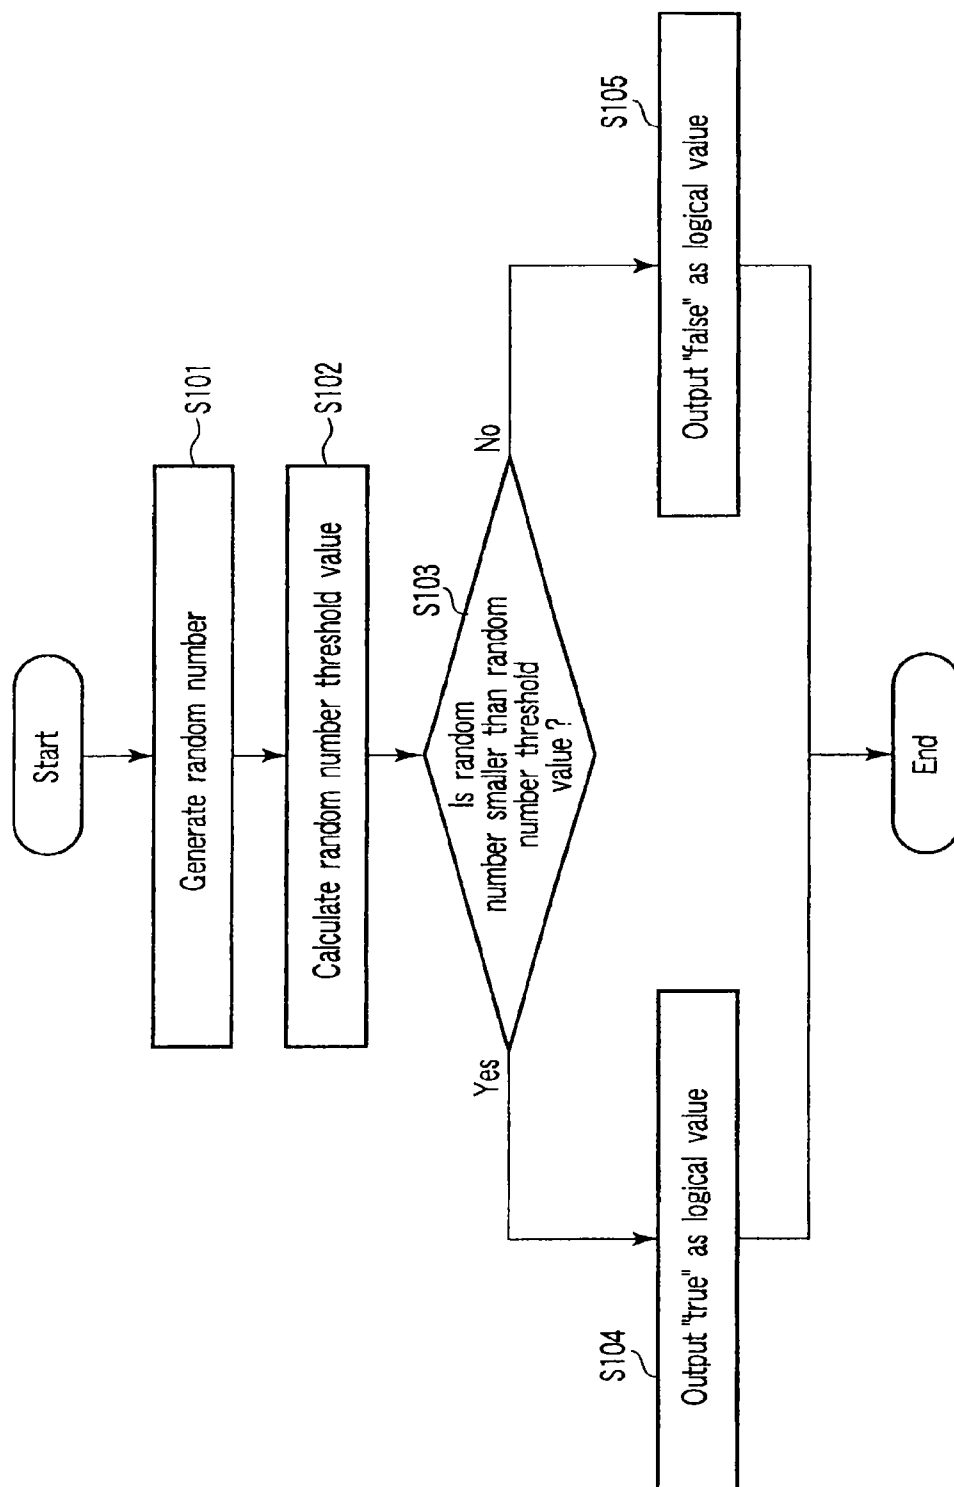 Start
Generate random number
S101
Calculate random number threshold value
S102
S103
Is random
number smaller than random
number threshold
value?
Yes
No
S104
Output "true" as logical value
S105
Output "false" as logical value
End